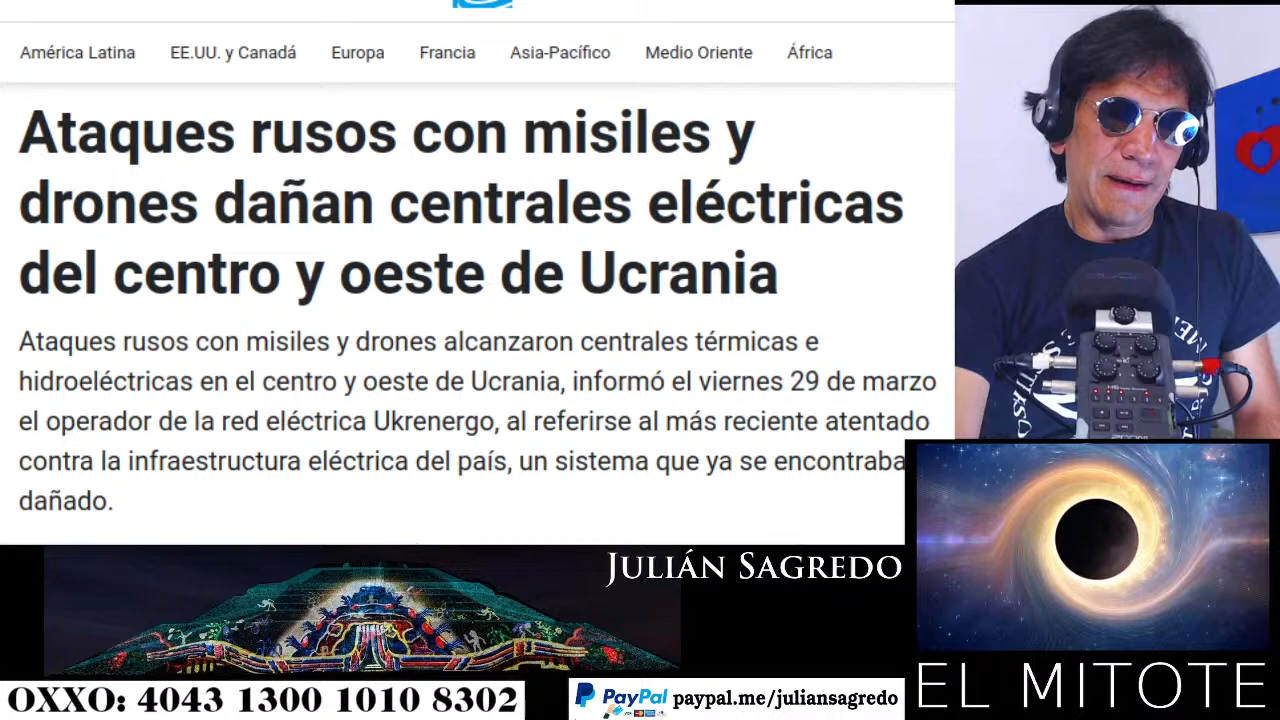 América Latina EE.UU. y Canadá Europa Francia Asia-Pacífico Medio Oriente África
Ataques rusos con misiles y
drones dañan centrales eléctricas
del centro y oeste de Ucrania
Ataques rusos con misiles y drones alcanzaron centrales térmicas e
hidroeléctricas en el centro y oeste de Ucrania, informó el viernes 29 de marzo
el operador de la red eléctrica Ukrenergo, al referirse al más reciente atentado
contra la infraestructura eléctrica del país, un sistema que ya se encontraba
dañado.
JULIÁN SAGREDO
OXXO: 4043 1300 1010 8302
PayPal paypal.me/juliansagredo
EL MITOTE
zoom